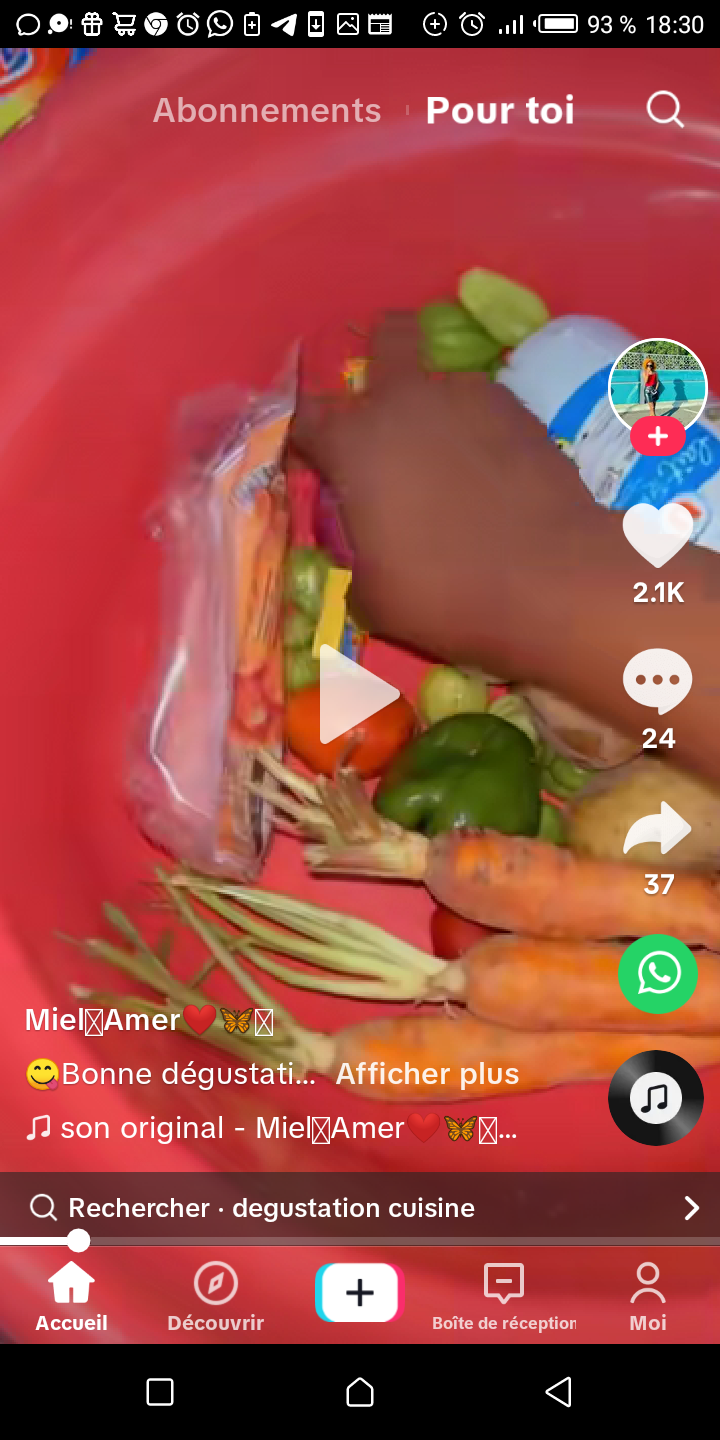 93 % 18:30
Abonnements Pour toi
2.1K
24
37
Miel Amer❤️🦋
😋Bonne dégustati... Afficher plus
son original - Miel Amer❤️🦋...
Rechercher · degustation cuisine
Accueil Découvrir Boîte de réception Moi